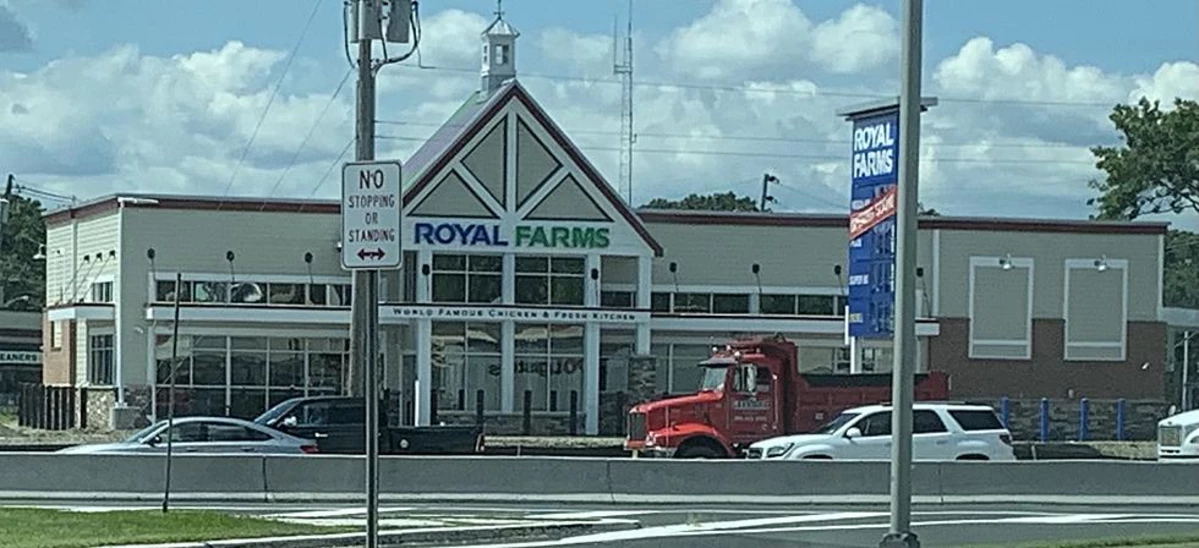 NO
STOPPING
OR
STANDING
ROYAL FARMS
WORLD FAMOUS CHICKEN & FRESH KITCHEN
ROYAL
FARMS
EANERS